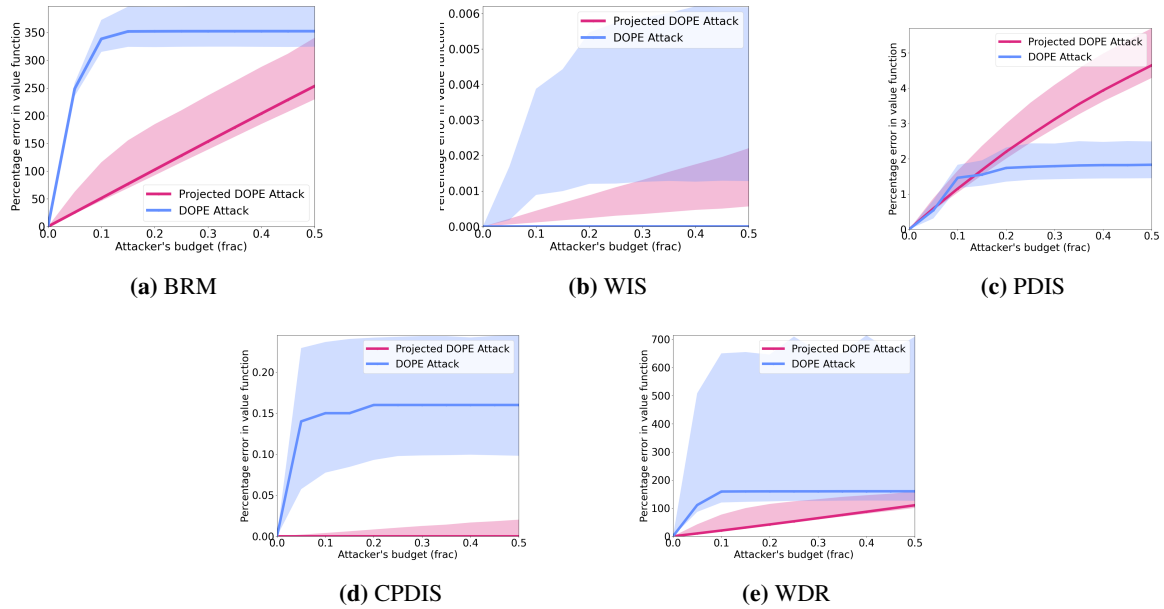 Percentage error in value function
350
300
250
200
150
100
50
0
0.0 0.1 0.2 0.3 0.4 0.5
Attacker's budget (frac)
Projected DOPE Attack
DOPE Attack
(a) BRM
Percentage error in value function
0.006
0.005
0.004
0.003
0.002
0.001
0.000
0.0 0.1 0.2 0.3 0.4 0.5
Attacker's budget (frac)
Projected DOPE Attack
DOPE Attack
(b) WIS
Percentage error in value function
5
4
3
2
1
0
0.0 0.1 0.2 0.3 0.4 0.5
Attacker's budget (frac)
Projected DOPE Attack
DOPE Attack
(c) PDIS
Percentage error in value function
0.20
0.15
0.10
0.05
0.00
0.0 0.1 0.2 0.3 0.4 0.5
Attacker's budget (frac)
Projected DOPE Attack
DOPE Attack
(d) CPDIS
Percentage error in value function
700
600
500
400
300
200
100
0
0.0 0.1 0.2 0.3 0.4 0.5
Attacker's budget (frac)
Projected DOPE Attack
DOPE Attack
(e) WDR